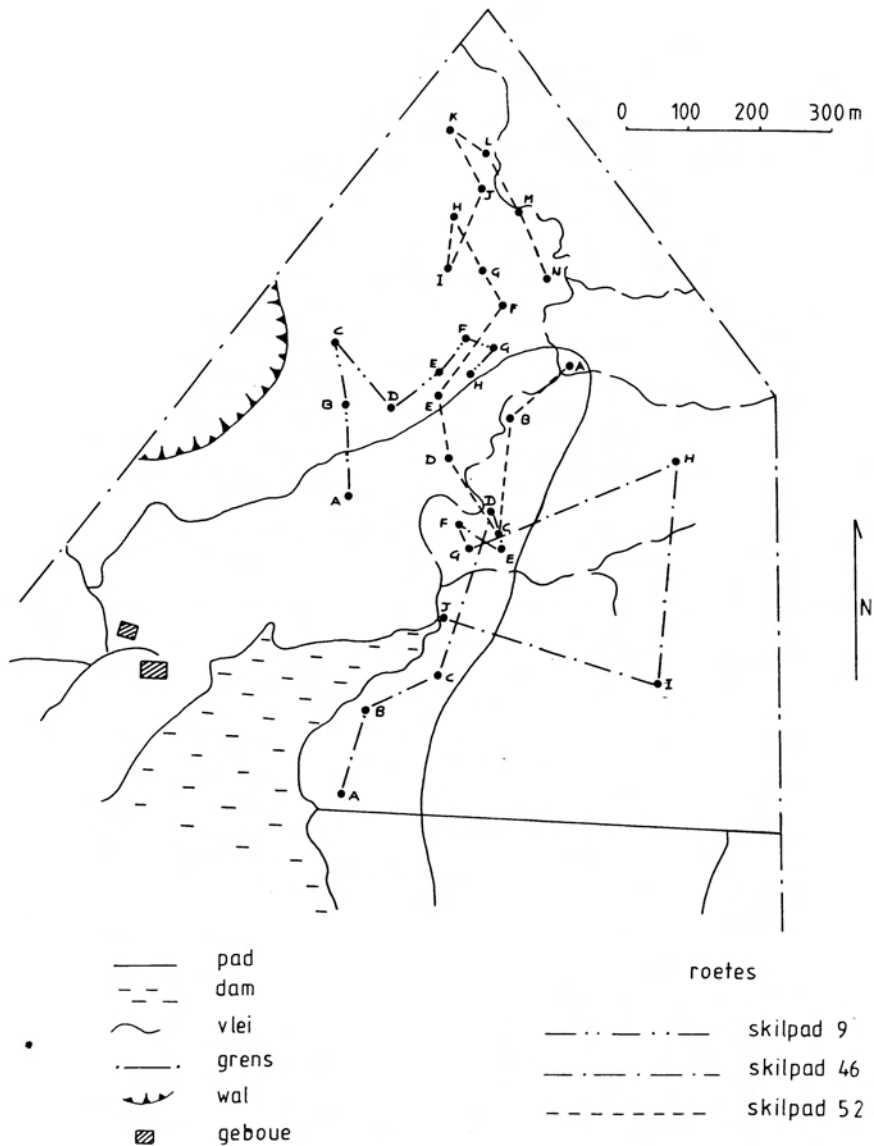 0 100 200 300 m
K
L
J
M
H
I
G
N
F
C
F
G
E
H
A
D
B
E
B
D
H
A
D
F
C
G
E
N
J
C
I
B
A
pad
dam
vlei
grens
wal
geboue
roetes
skilpad 9
skilpad 46
skilpad 52